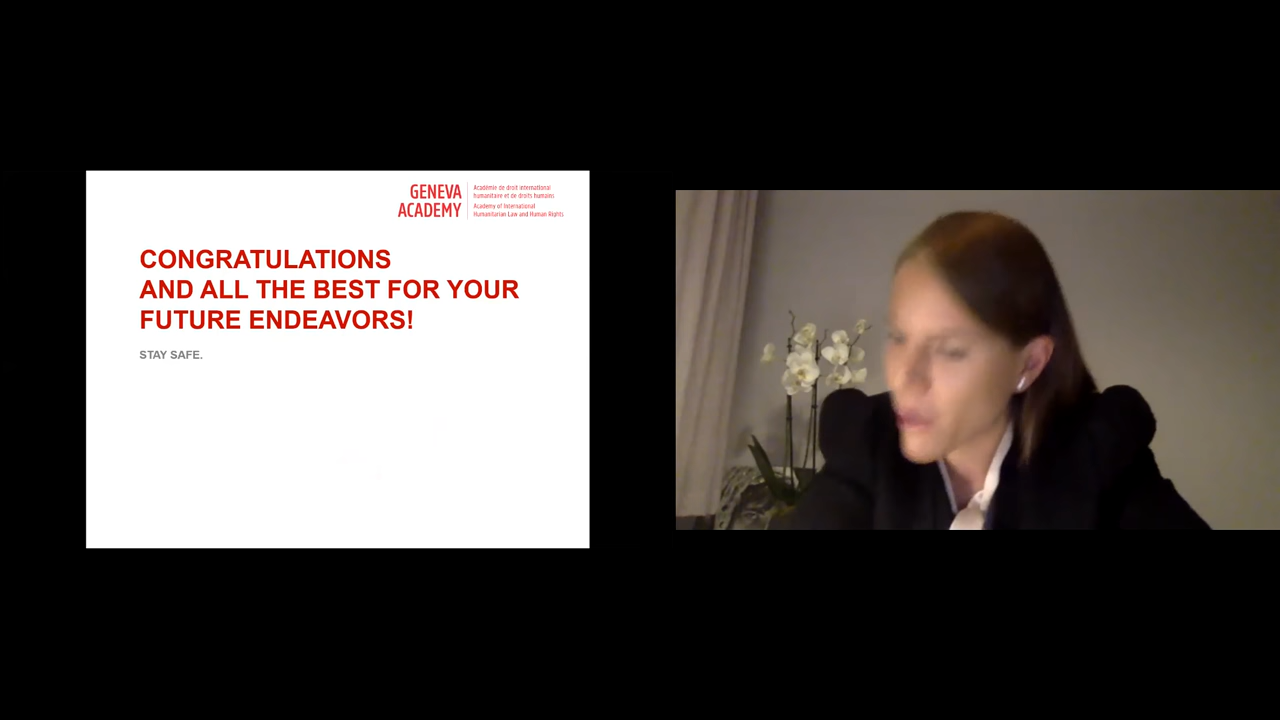 GENEVA
ACADEMY
Académie de droit international
humanitaire et de droits humains
Academy of International
Humanitarian Law and Human Rights
CONGRATULATIONS
AND ALL THE BEST FOR YOUR
FUTURE ENDEAVORS!
STAY SAFE.